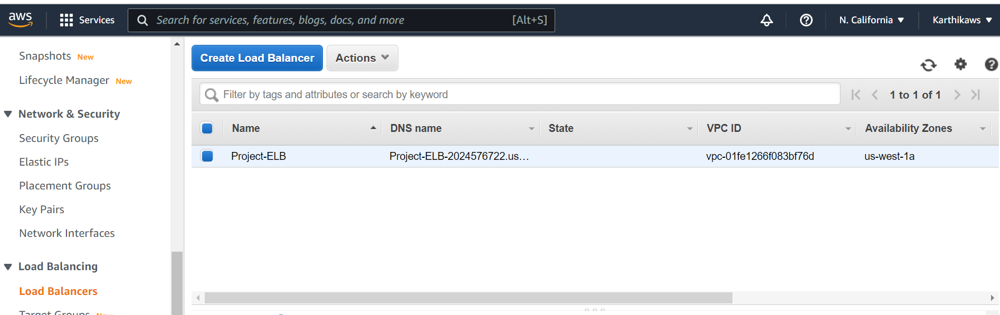 aws Services Search for services, features, blogs, docs, and more [Alt+S] N. California Karthikaws
Snapshots New
Lifecycle Manager New
Network & Security
Security Groups
Elastic IPs
Placement Groups
Key Pairs
Network Interfaces
Load Balancing
Load Balancers
Target Groups New
Create Load Balancer Actions
Filter by tags and attributes or search by keyword 1 to 1 of 1
Name DNS name State VPC ID Availability Zones
Project-ELB Project-ELB-2024576722.us... vpc-01fe1266f083bf76d us-west-1a